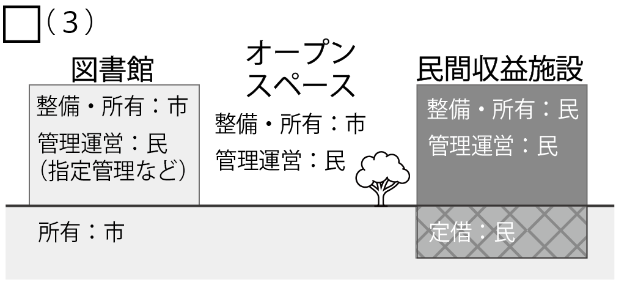 □(3)
図書館
整備・所有：市
管理運営：民
(指定管理など)
オープン
スペース
整備・所有：市
管理運営：民
民間収益施設
整備・所有：民
管理運営：民
所有：市
定借：民